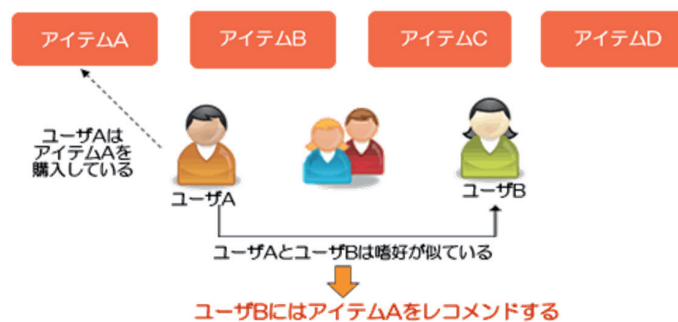 アイテムA
アイテムB
アイテムC
アイテムD
ユーザAは
アイテムAを
購入している
ユーザA
ユーザB
ユーザAとユーザBは嗜好が似ている
ユーザBにはアイテムAをレコメンドする